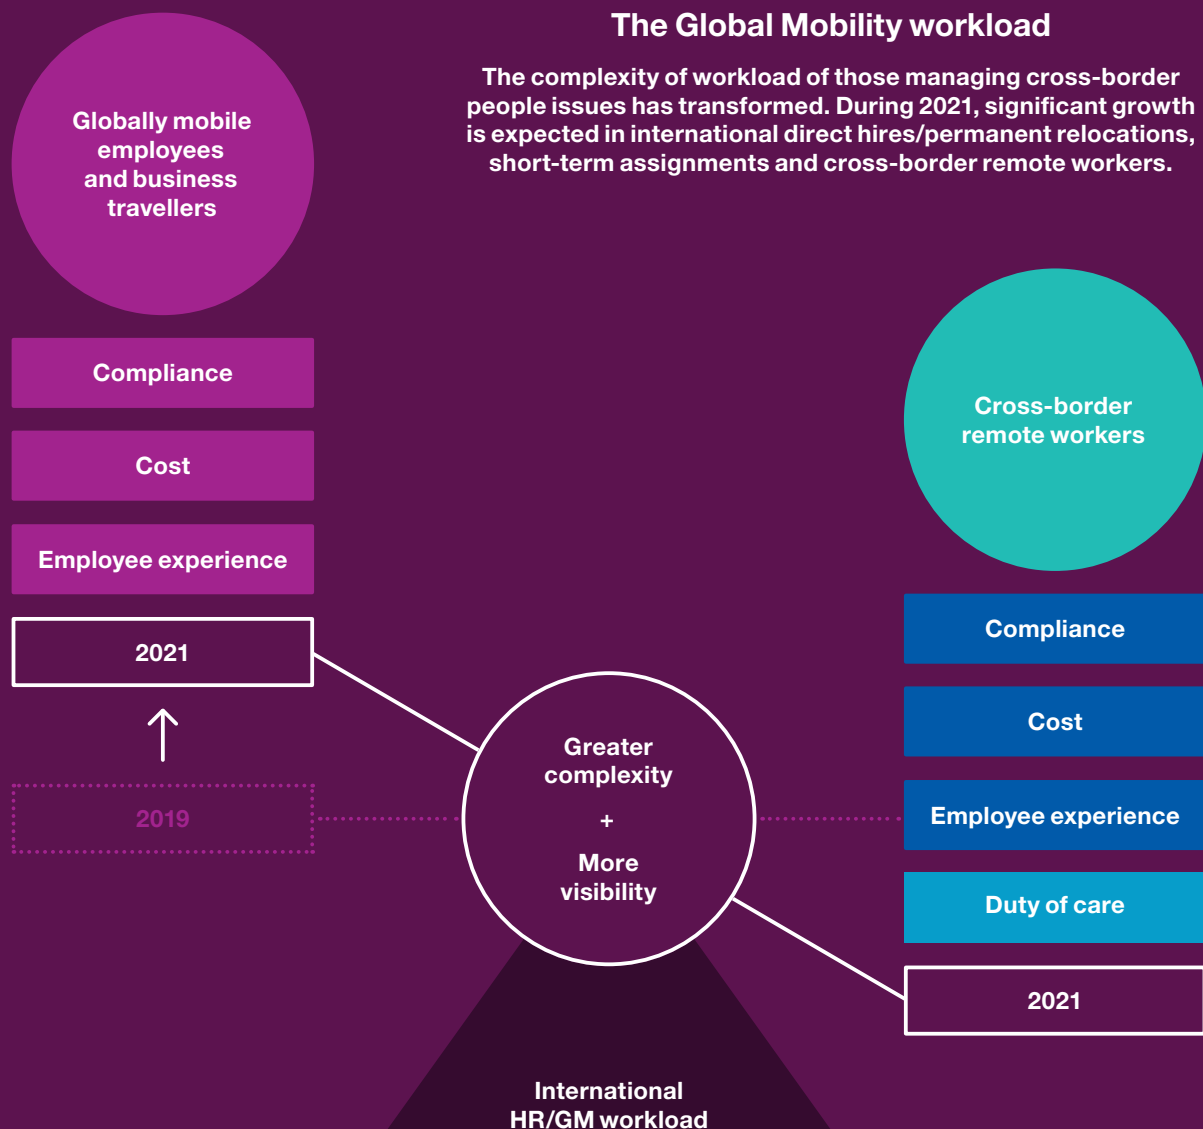 The Global Mobility workload
The complexity of workload of those managing cross-border
people issues has transformed. During 2021, significant growth
is expected in international direct hires/permanent relocations,
short-term assignments and cross-border remote workers.
Globally mobile
employees
and business
travellers
Compliance
Cost
Employee experience
2021
2019
Greater
complexity
+
More
visibility
International
HR/GM workload
Cross-border
remote workers
Compliance
Cost
Employee experience
Duty of care
2021